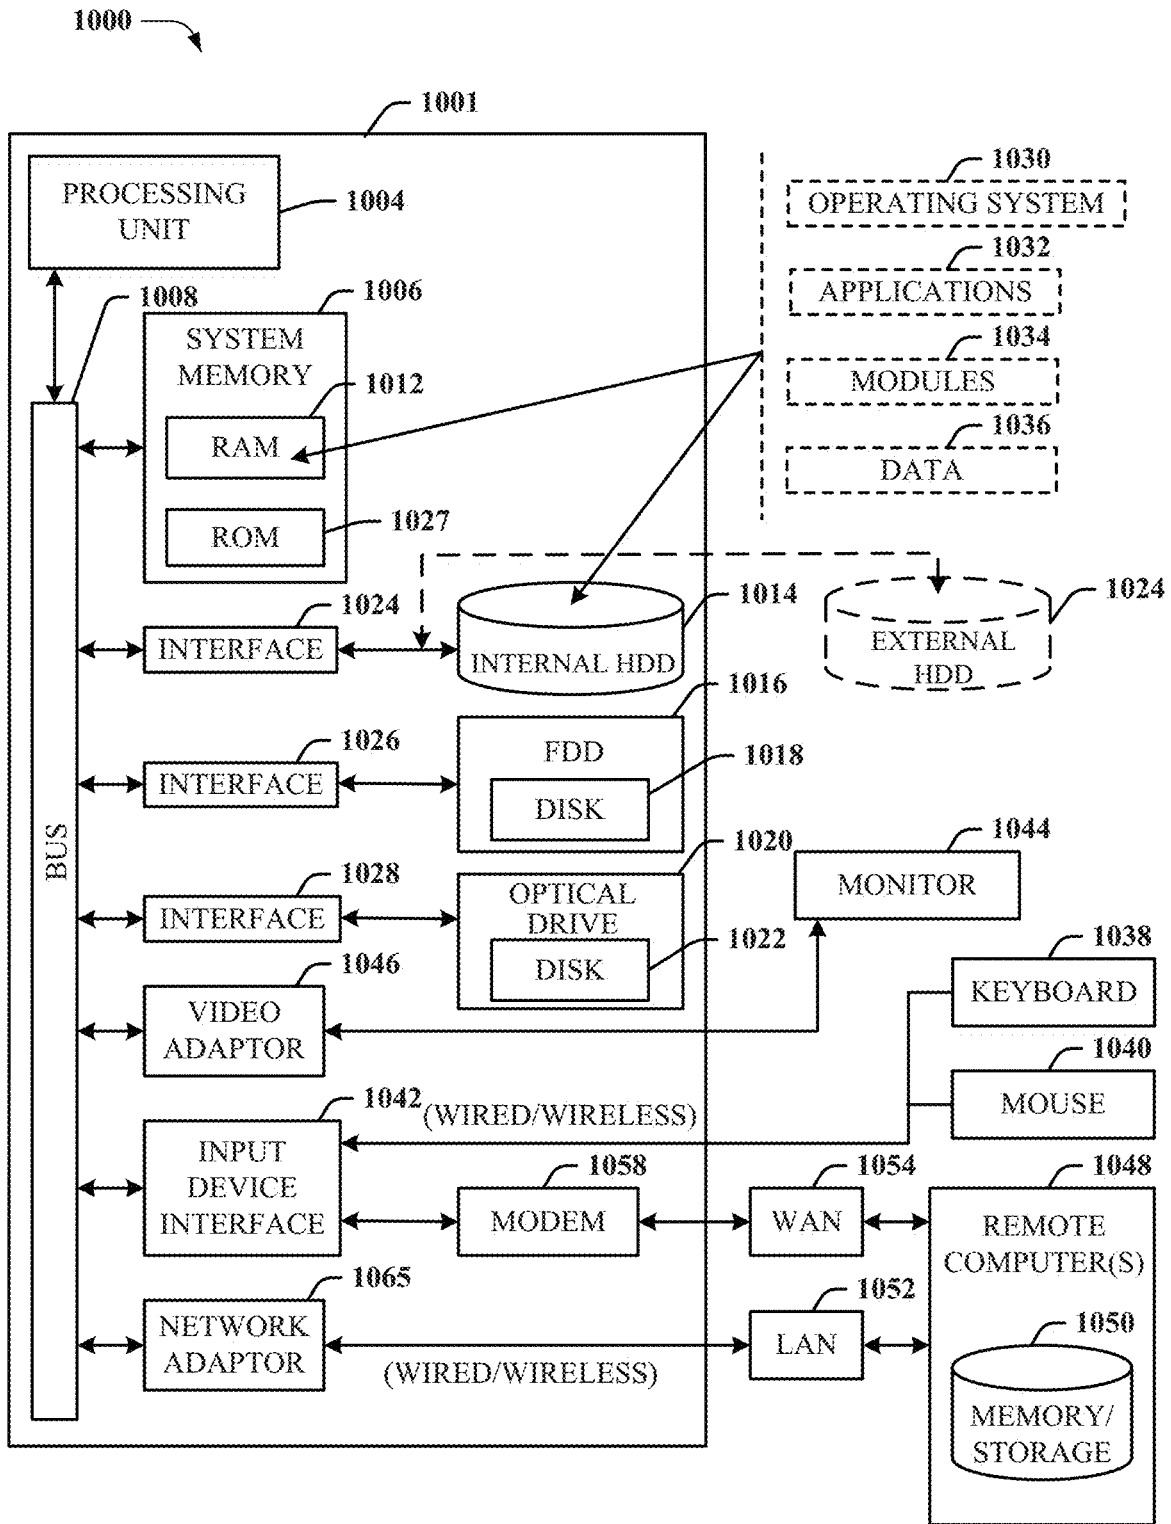 1000
1001
PROCESSING
UNIT
1004
1030
OPERATING SYSTEM
1032
APPLICATIONS
1034
MODULES
1036
DATA
1008
1006
SYSTEM
MEMORY
1012
RAM
1027
ROM
1024
INTERFACE
1014
INTERNAL HDD
1024
EXTERNAL
HDD
1026
INTERFACE
1016
FDD
1018
DISK
BUS
1028
INTERFACE
1020
OPTICAL
DRIVE
1022
DISK
1044
MONITOR
1046
VIDEO
ADAPTOR
1038
KEYBOARD
1040
MOUSE
1042
(WIRED/WIRELESS)
INPUT
DEVICE
INTERFACE
1058
MODEM
1054
WAN
1048
REMOTE
COMPUTER(S)
1065
NETWORK
ADAPTOR
(WIRED/WIRELESS)
1052
LAN
1050
MEMORY/
STORAGE